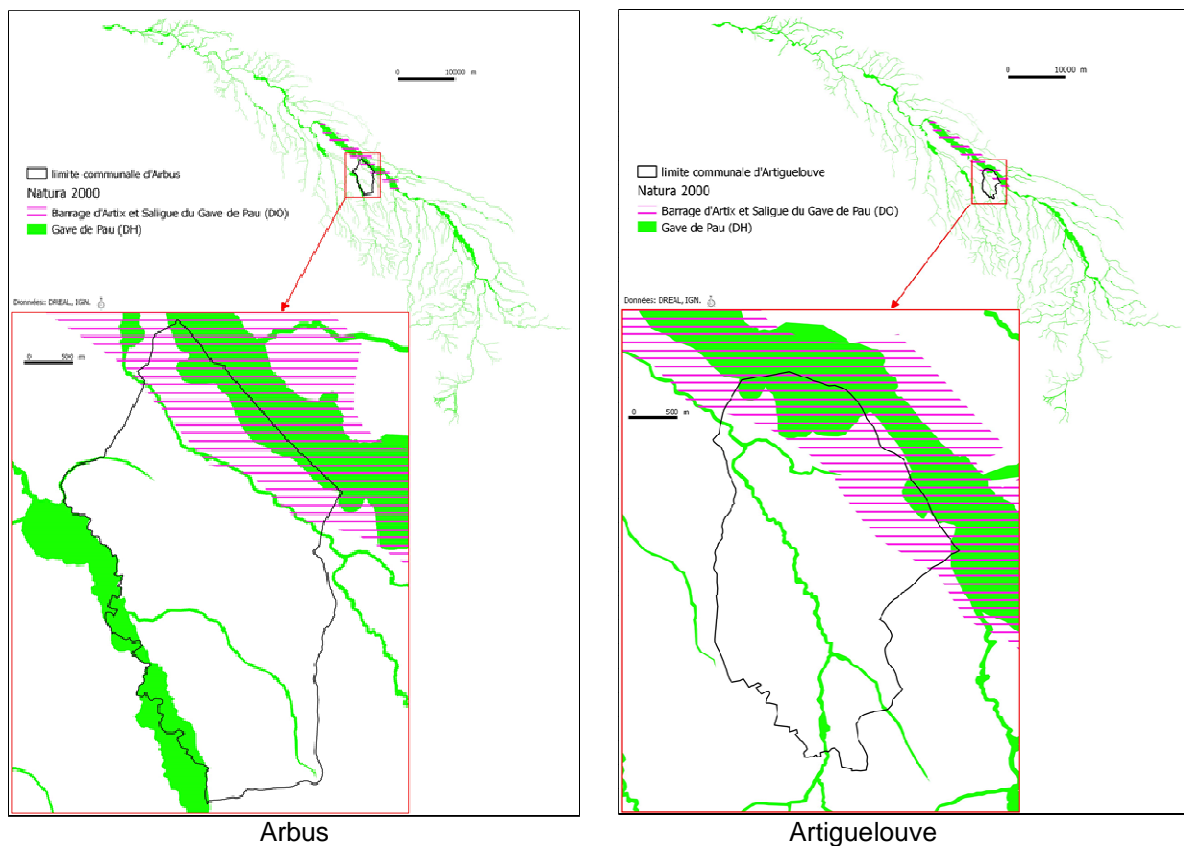 0 10000 m
limite communale d'Arbus
Natura 2000
Barrage d'Artix et Saligue du Gave de Pau (DO)
Gave de Pau (DH)
Données: DREAL, IGN.
0 500 m
Arbus
0 10000 m
limite communale d'Artiguelouve
Natura 2000
Barrage d'Artix et Saligue du Gave de Pau (DO)
Gave de Pau (DH)
Données: DREAL, IGN.
0 500 m
Artiguelouve